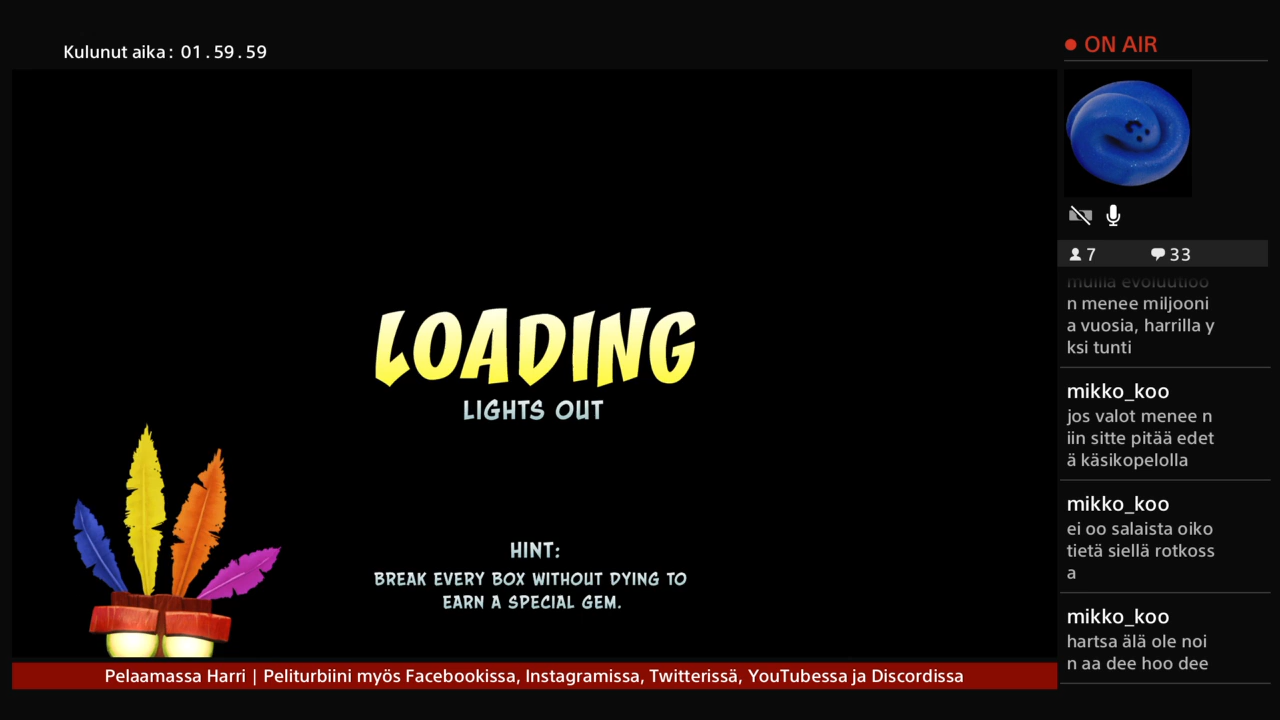 Kulunut aika: 01.59.59
ON AIR
7 33
muilla evoluutioo
n menee miljooni
a vuosia, harrilla y
ksi tunti
mikko_koo
jos valot menee n
iin sitte pitää edet
ä käsikopelolla
mikko_koo
ei oo salaista oiko
tietä siellä rotkoss
a
mikko_koo
hartsa älä ole noi
n aa dee hoo dee
LOADING
LIGHTS OUT
HINT:
BREAK EVERY BOX WITHOUT DYING TO
EARN A SPECIAL GEM.
Pelaamassa Harri | Peliturbiini myös Facebookissa, Instagramissa, Twitterissä, YouTubessa ja Discordissa